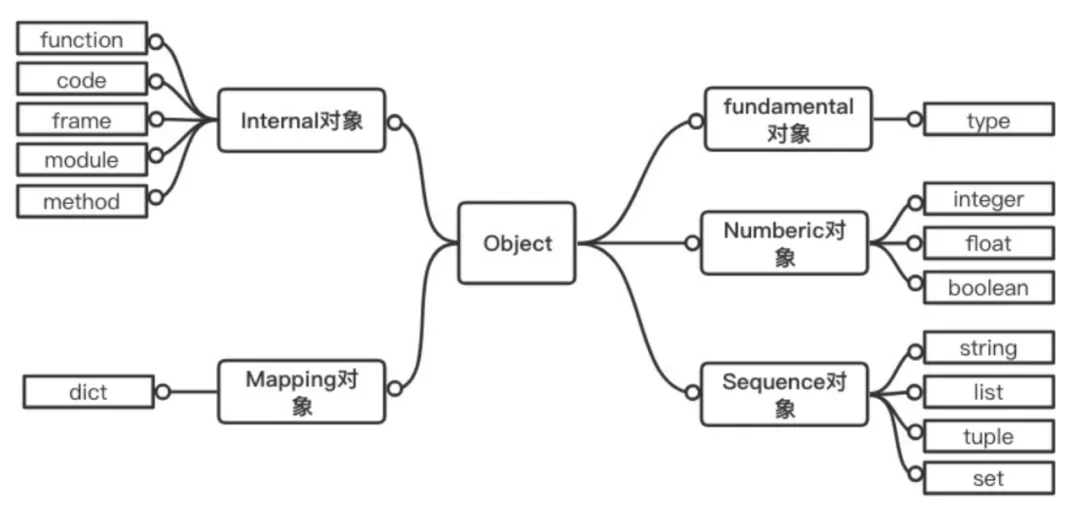 function
code
frame
module
method
Internal对象
dict
Mapping对
象
Object
fundamental
对象
type
Numberic对
象
integer
float
boolean
Sequence对
象
string
list
tuple
set